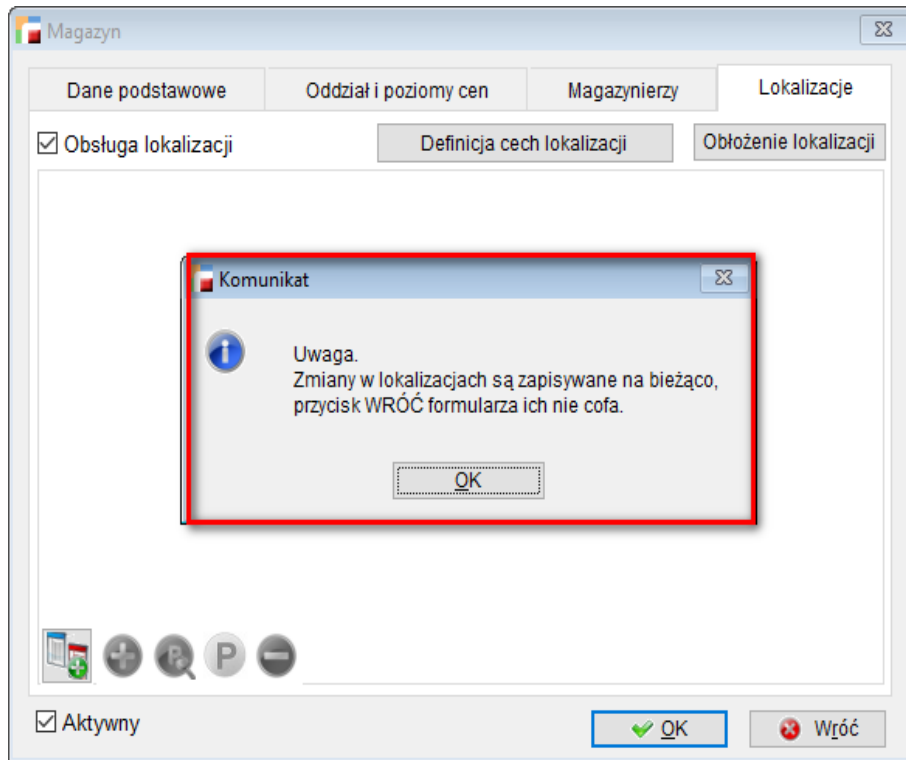 Magazyn
Dane podstawowe
Oddział i poziomy cen
Magazynierzy
Lokalizacje
Obsługa lokalizacji
Definicja cech lokalizacji
Obłożenie lokalizacji
Komunikat
Uwaga.
Zmiany w lokalizacjach są zapisywane na bieżąco,
przycisk WRÓĆ formularza ich nie cofa.
OK
P
P
Aktywny
OK
Wróć